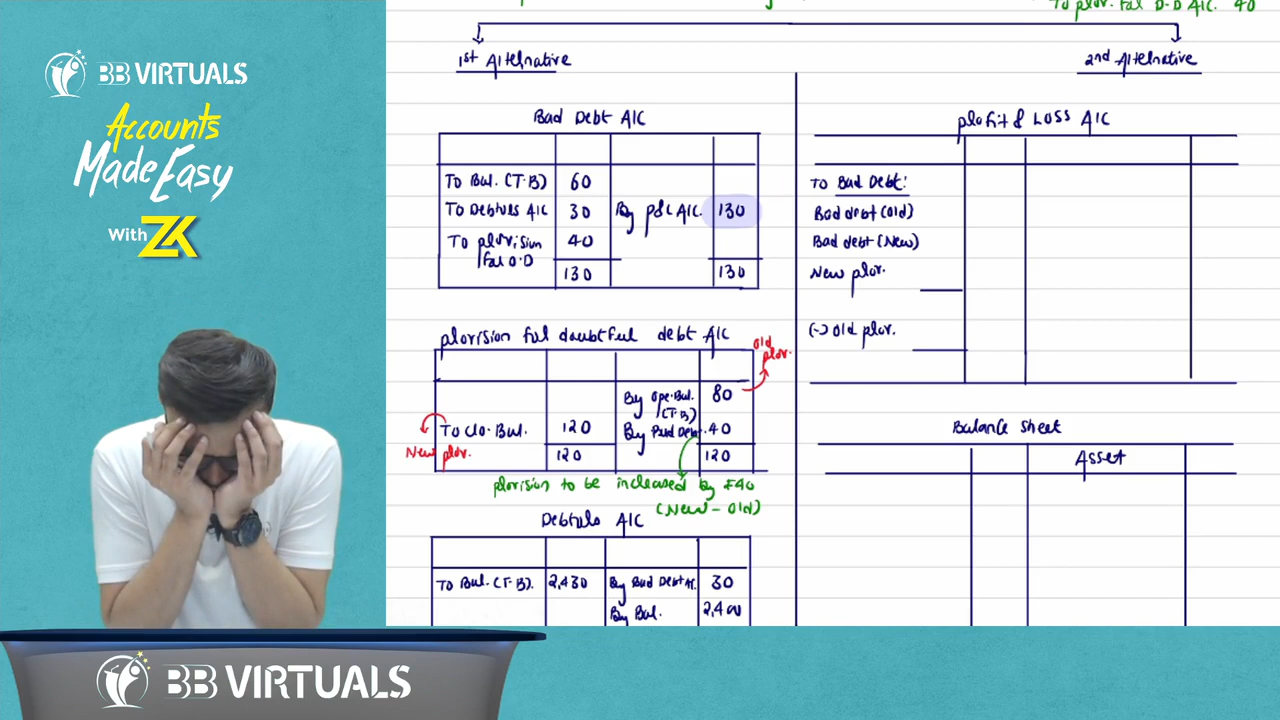 BB VIRTUALS
Accounts
Made Easy
With ZK
To prov. for D.D A/C. 40
1st Alternative
2nd Alternative
Bad Debt A/C
To Bal. (T.B) 60
To Debtors A/C 30 By P&L A/C. 130
To provision for D.D 40
130 130
provision for doubtful debt A/C
Old prov.
By Ope. Bal. (T.B) 80
To Clo. Bal. 120 By Bad Debt 40
New prov.
120 120
provision to be increased by ₹40
(New - Old)
Debtors A/C
To Bal. (T.B). 2,430 By Bad Debt A/c. 30
By Bal. 2,400
profit & LOSS A/C
To Bad Debt:
Bad debt (Old)
Bad debt (New)
New prov.
(-) Old prov.
Balance Sheet
Asset
BB VIRTUALS